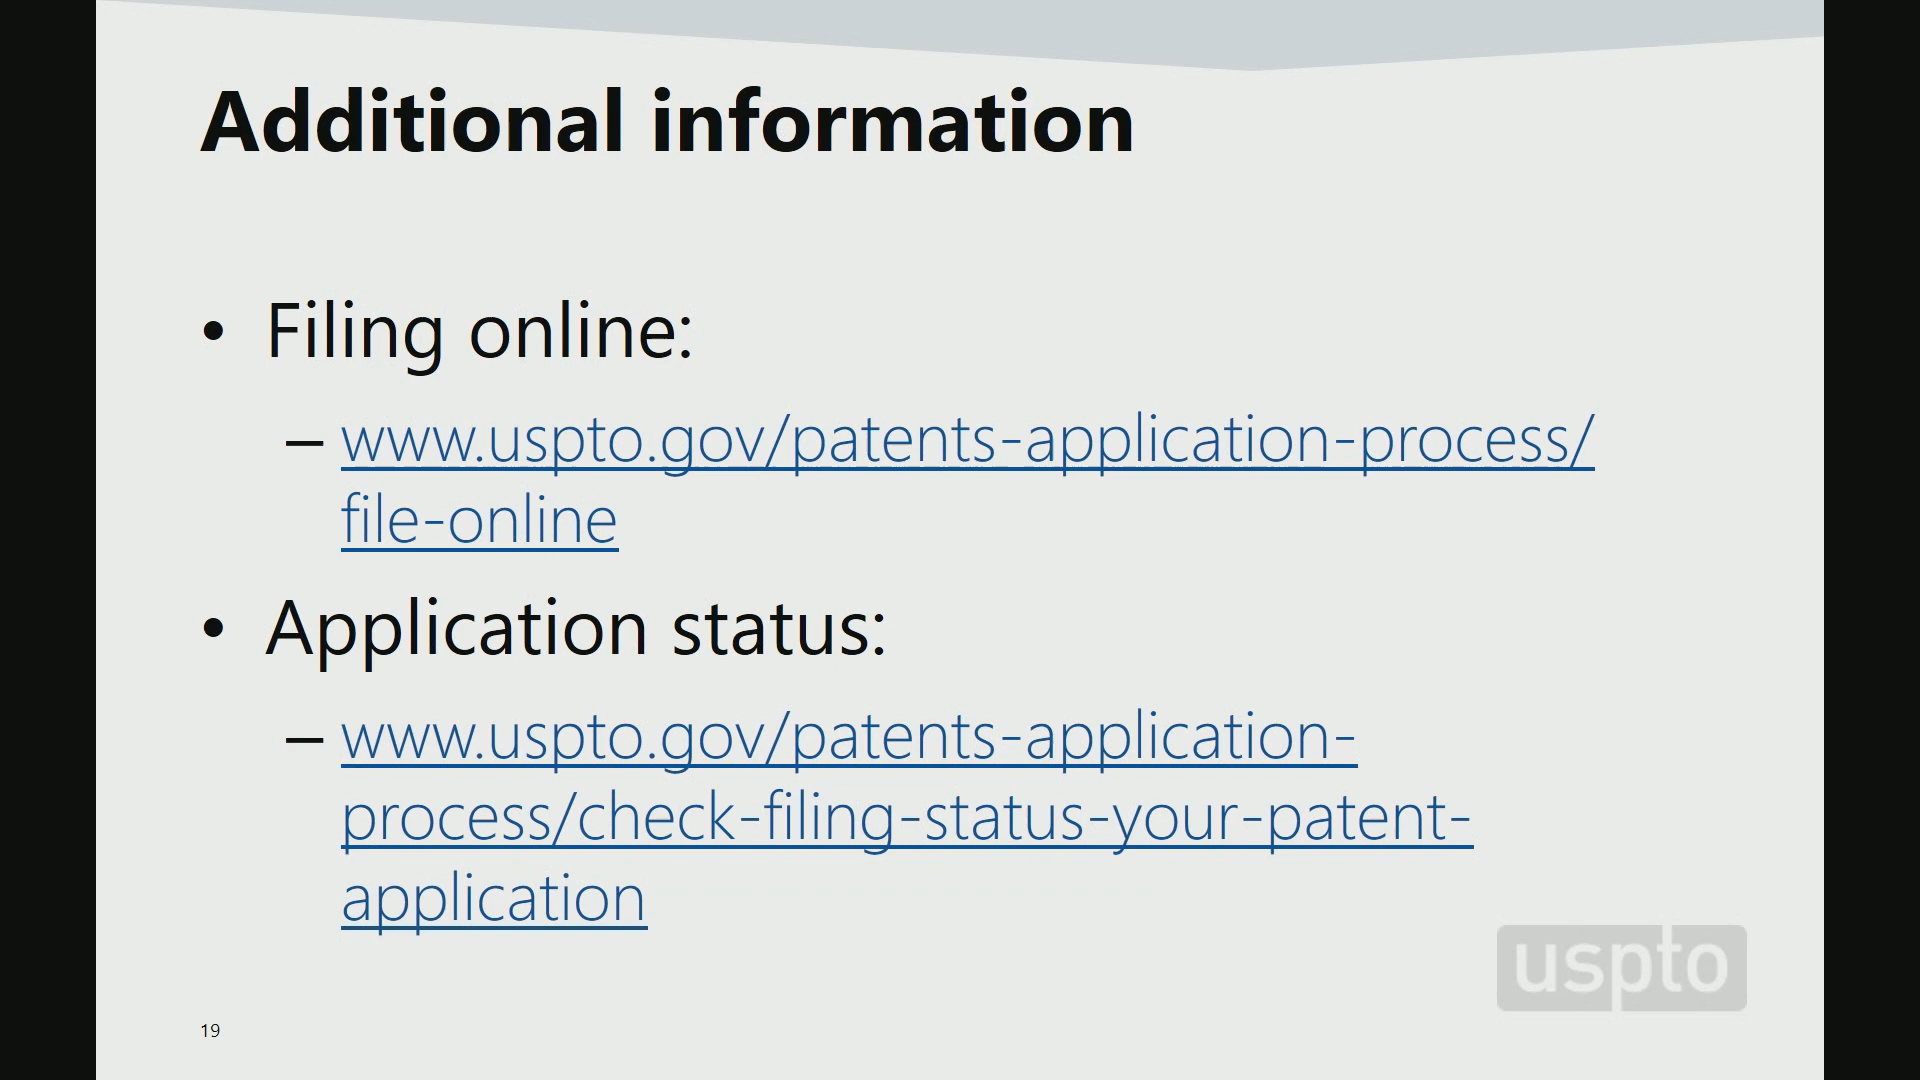 Additional information
• Filing online:
– www.uspto.gov/patents-application-process/
file-online
• Application status:
– www.uspto.gov/patents-application-
process/check-filing-status-your-patent-
application
uspto
19